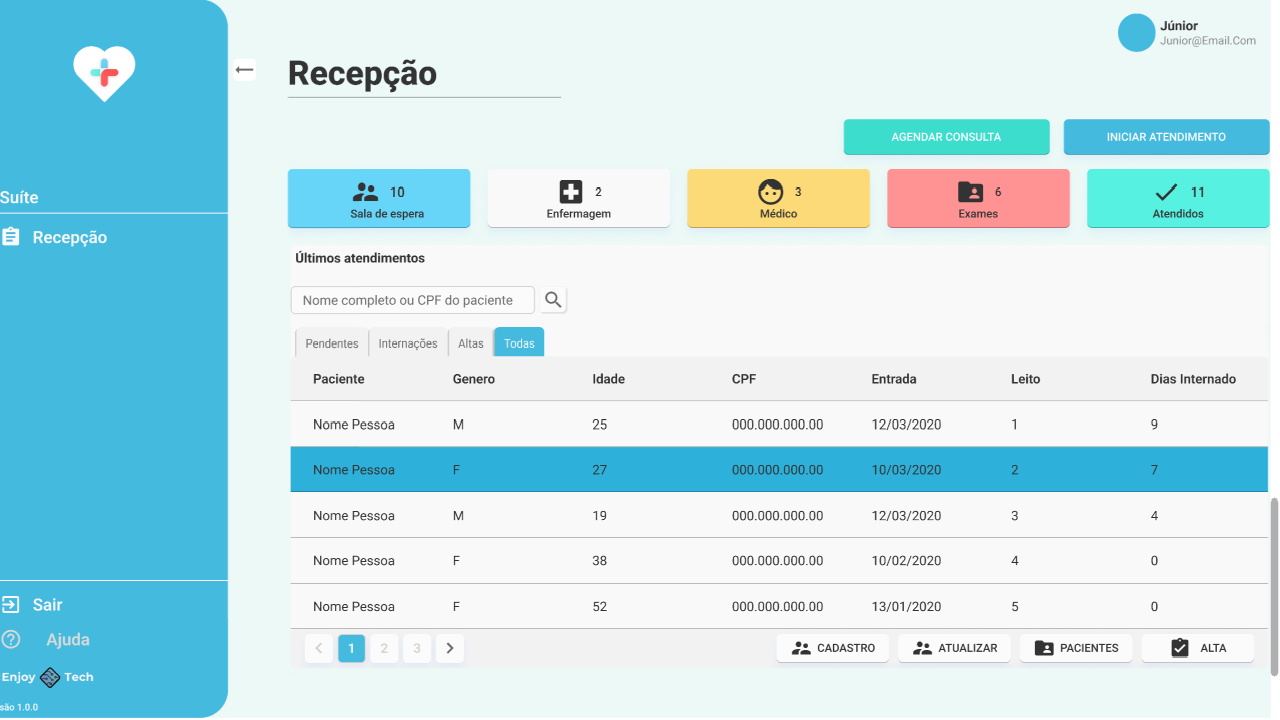 Júnior
Junior@Email.Com
Recepção
AGENDAR CONSULTA INICIAR ATENDIMENTO
Suíte
Recepção
10 2 3 6 11
Sala de espera Enfermagem Médico Exames Atendidos
Últimos atendimentos
Nome completo ou CPF do paciente
Pendentes Internações Altas Todas
Paciente Genero Idade CPF Entrada Leito Dias Internado
Nome Pessoa M 25 000.000.000.00 12/03/2020 1 9
Nome Pessoa F 27 000.000.000.00 10/03/2020 2 7
Nome Pessoa M 19 000.000.000.00 12/03/2020 3 4
Nome Pessoa F 38 000.000.000.00 10/02/2020 4 0
Nome Pessoa F 52 000.000.000.00 13/01/2020 5 0
< 1 2 3 > CADASTRO ATUALIZAR PACIENTES ALTA
Sair
Ajuda
Enjoy Tech
são 1.0.0